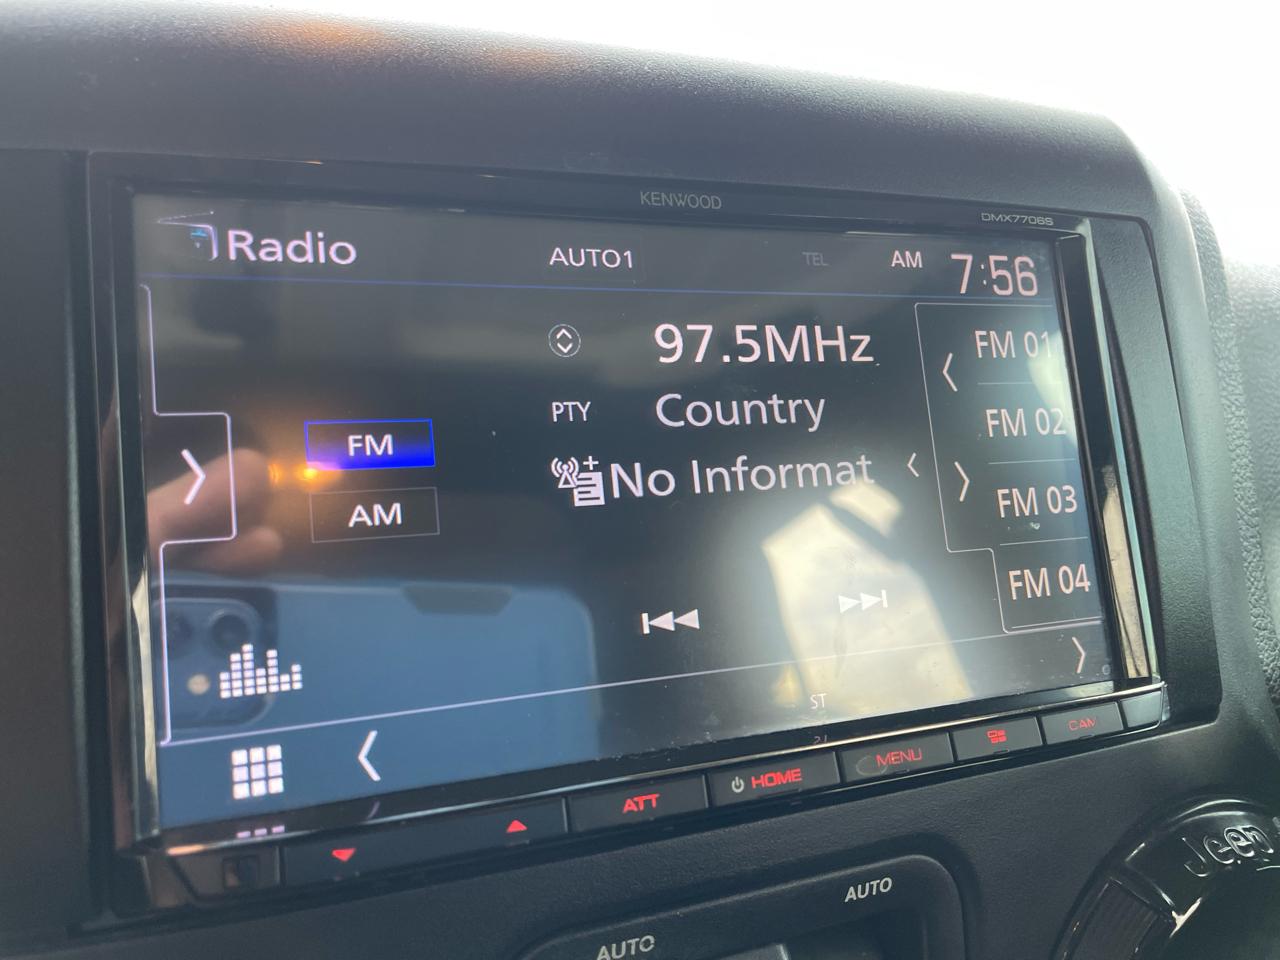 KENWOOD
DMX7706S
Radio
AUTO1
TEL
AM
7:56
97.5MHz
PTY Country
No Informat
FM
AM
FM 01
FM 02
FM 03
FM 04
ST
ATT
HOME
MENU
CAM
AUTO
AUTO
Jeep